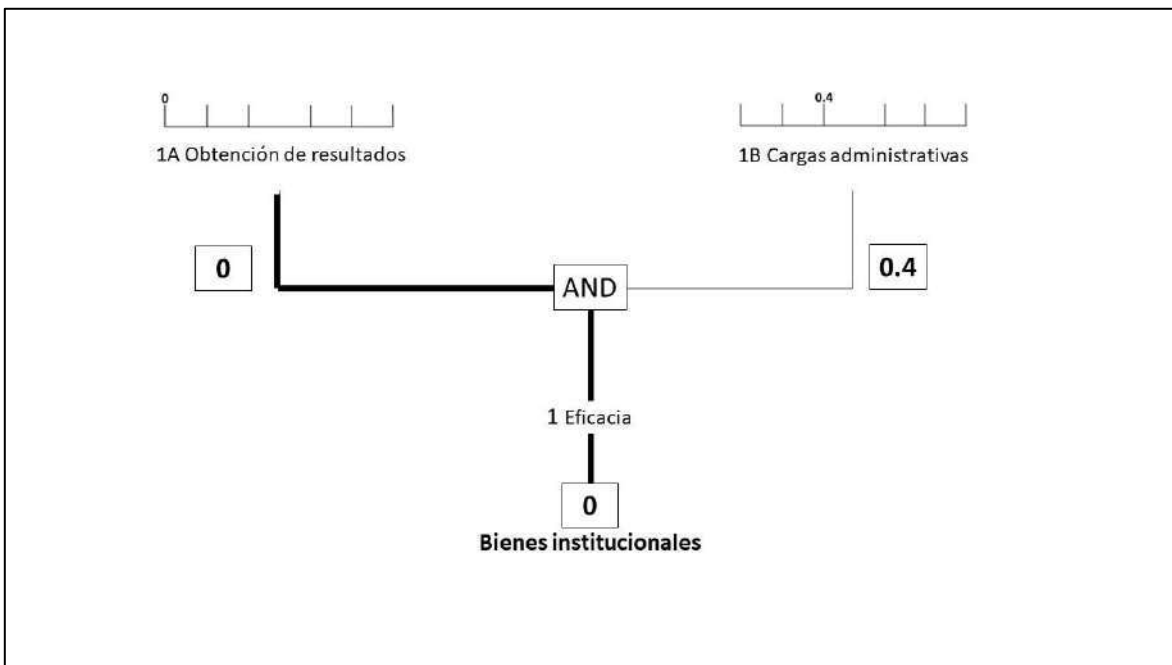 0
0.4
1A Obtención de resultados
1B Cargas administrativas
0
AND
0.4
1 Eficacia
0
Bienes institucionales